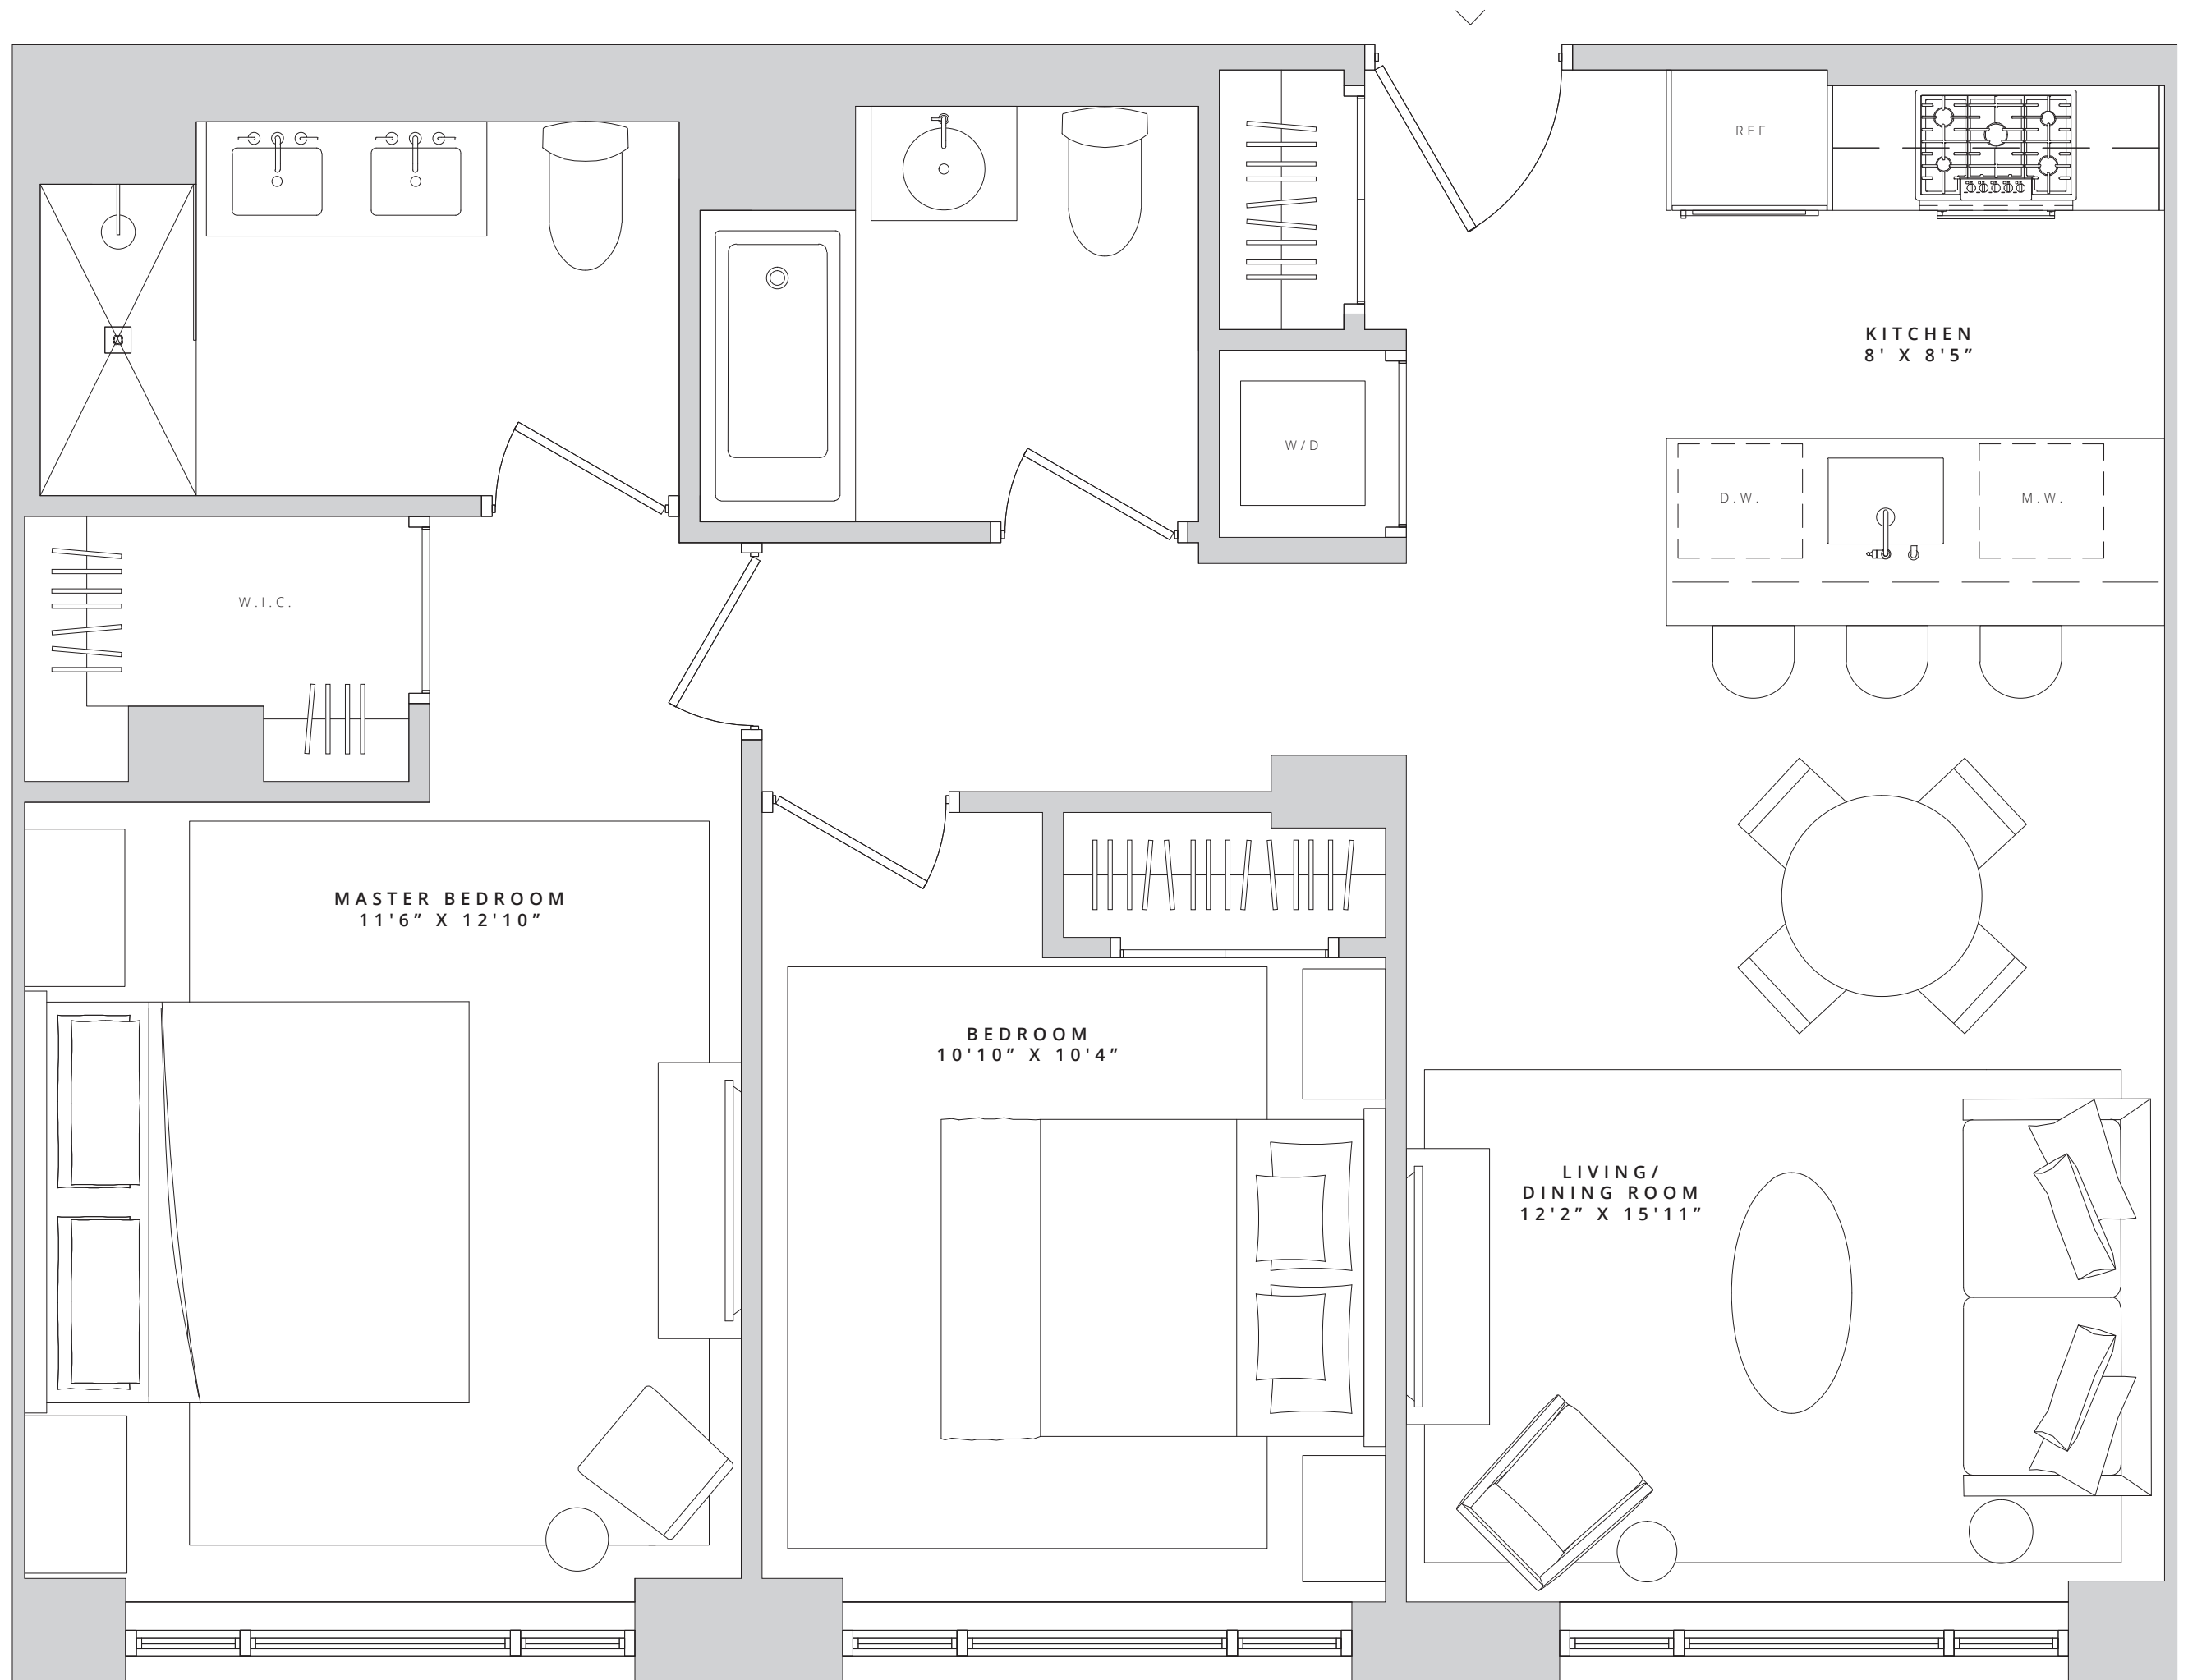 REF
KITCHEN
8' X 8'5”
W/D
D.W.
M.W.
W.I.C.
MASTER BEDROOM
11'6” X 12'10”
BEDROOM
10'10” X 10'4”
LIVING/
DINING ROOM
12'2” X 15'11”